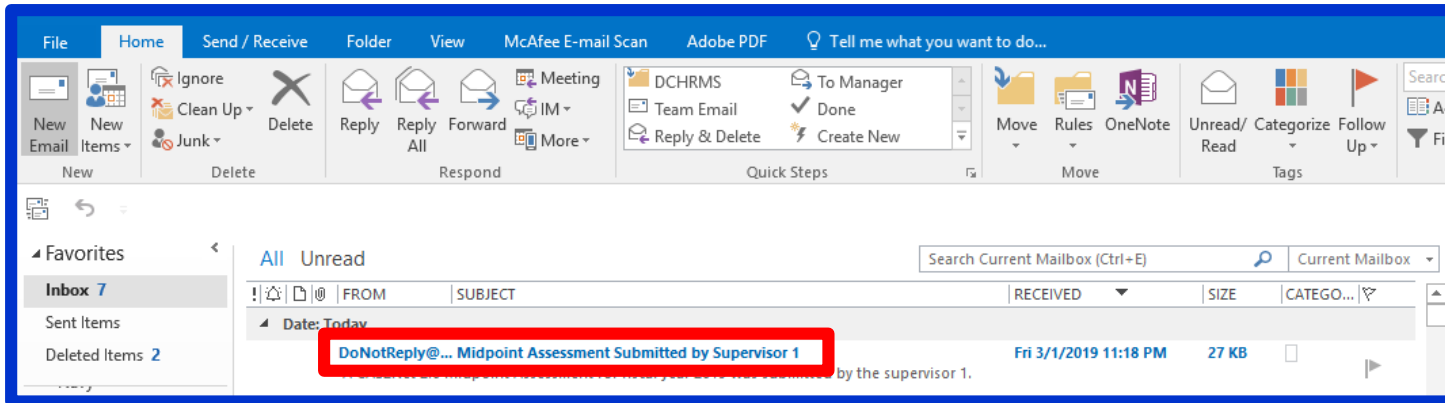 File Home Send / Receive Folder View McAfee E-mail Scan Adobe PDF Tell me what you want to do...
New Email
New Items
Ignore
Clean Up
Junk
Delete
Reply
Reply All
Forward
Meeting
IM
More
DCHRMS
Team Email
Reply & Delete
To Manager
Done
Create New
Move
Rules
OneNote
Unread/ Read
Categorize
Follow Up
New Delete Respond Quick Steps Move Tags
Favorites
Inbox 7
Sent Items
Deleted Items 2
All Unread
Search Current Mailbox (Ctrl+E) Current Mailbox
! FROM SUBJECT RECEIVED SIZE CATEGO...
Date: Today
DoNotReply@... Midpoint Assessment Submitted by Supervisor 1 Fri 3/1/2019 11:18 PM 27 KB
by the supervisor 1.